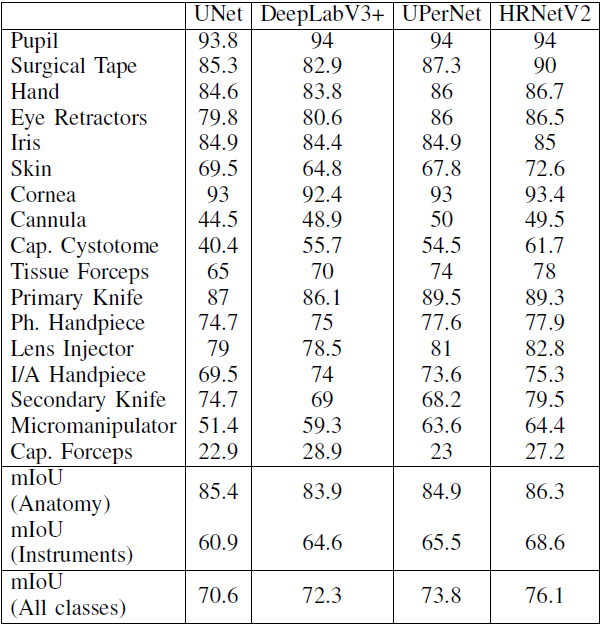 UNet DeepLabV3+ UPerNet HRNetV2
Pupil 93.8 94 94 94
Surgical Tape 85.3 82.9 87.3 90
Hand 84.6 83.8 86 86.7
Eye Retractors 79.8 80.6 86 86.5
Iris 84.9 84.4 84.9 85
Skin 69.5 64.8 67.8 72.6
Cornea 93 92.4 93 93.4
Cannula 44.5 48.9 50 49.5
Cap. Cystotome 40.4 55.7 54.5 61.7
Tissue Forceps 65 70 74 78
Primary Knife 87 86.1 89.5 89.3
Ph. Handpiece 74.7 75 77.6 77.9
Lens Injector 79 78.5 81 82.8
I/A Handpiece 69.5 74 73.6 75.3
Secondary Knife 74.7 69 68.2 79.5
Micromanipulator 51.4 59.3 63.6 64.4
Cap. Forceps 22.9 28.9 23 27.2
mIoU
(Anatomy) 85.4 83.9 84.9 86.3
mIoU
(Instruments) 60.9 64.6 65.5 68.6
mIoU
(All classes) 70.6 72.3 73.8 76.1